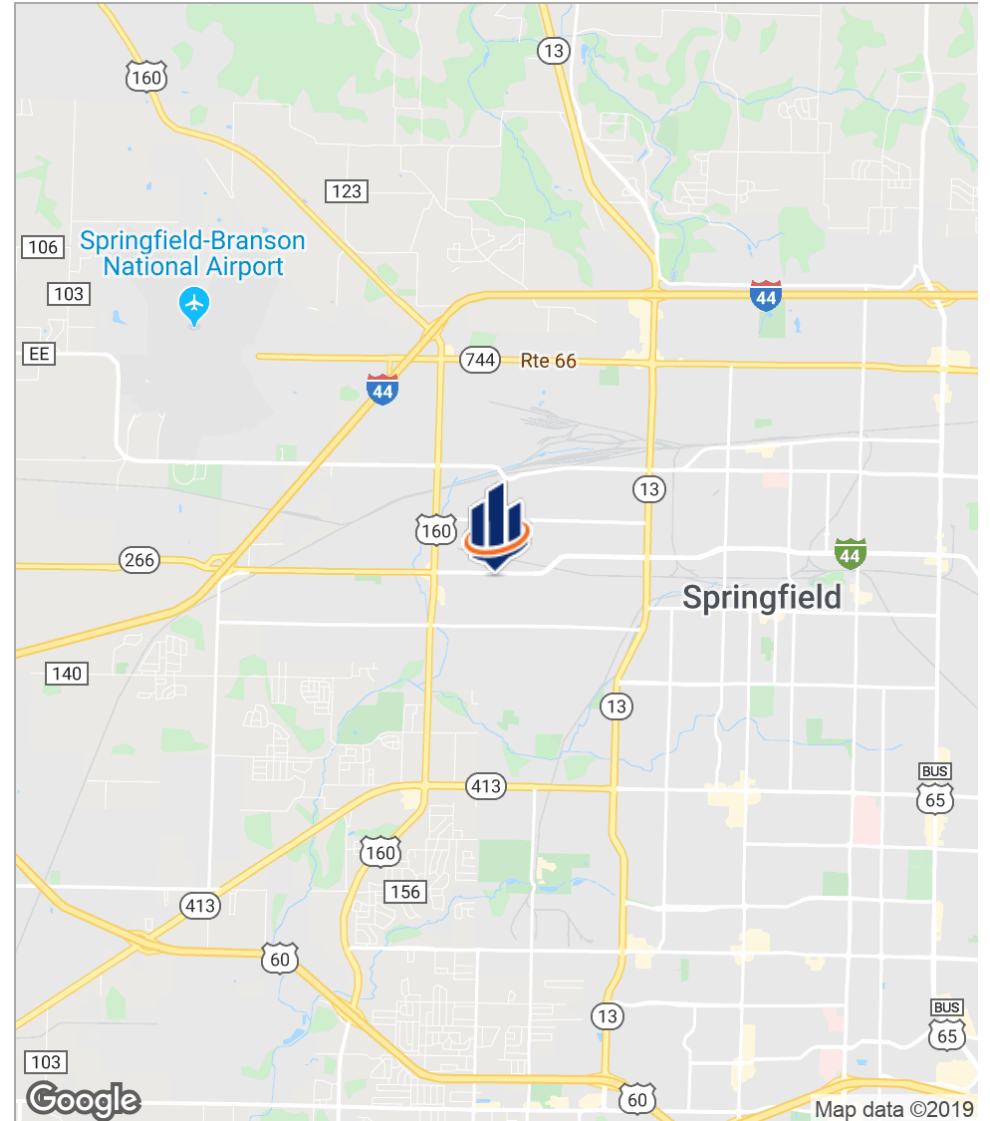 13
160
123
106
Springfield-Branson
National Airport
103
44
EE
744
Rte 66
44
13
160
266
44
Springfield
140
13
413
BUS
65
160
156
413
60
13
BUS
65
103
60
Google
Map data ©2019